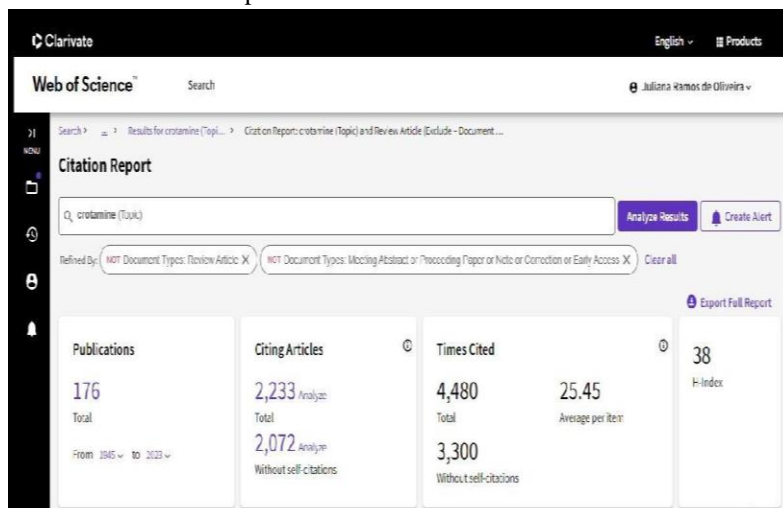 Clarivate
English
Products
Web of Science™
Search
Juliana Ramos de Oliveira
MENU
Search > ... > Results for crotamine (Topi... > Citation Report: crotamine (Topic) and Review Article (Exclude - Document ...
Citation Report
crotamine (Topic)
Analyze Results
Create Alert
Refined By: NOT Document Types: Review Article X NOT Document Types: Meeting Abstract or Proceeding Paper or Note or Correction or Early Access X Clear all
Export Full Report
Publications
176
Total
From 1945 to 2023
Citing Articles
2,233 Analyze
Total
2,072 Analyze
Without self-citations
Times Cited
4,480
Total
25.45
Average per item
3,300
Without self-citations
38
H-Index